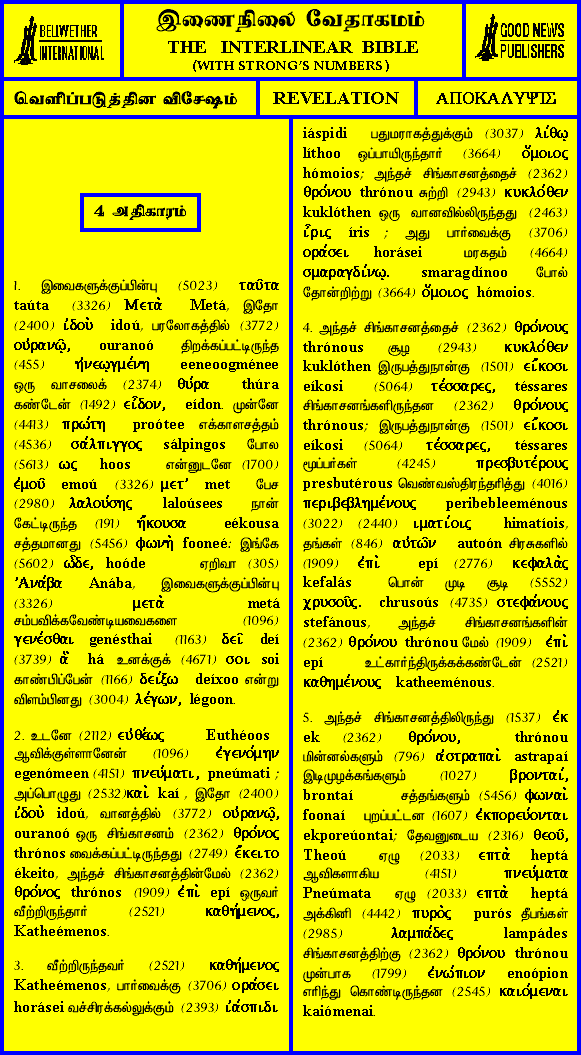 BELLWETHER
INTERNATIONAL
இணைநிலை வேதாகமம்
THE INTERLINEAR BIBLE
(WITH STRONG'S NUMBERS)
GOOD NEWS
PUBLISHERS
வெளிப்படுத்தின விசேஷம்
REVELATION
ΑΠΟΚΑΛΥΨΙΣ
4 அதிகாரம்
1. இவைகளுக்குப்பின்பு (5023) ταῦτα
taúta (3326) Μετὰ Metá, இதோ
(2400) ἰδοὺ idoú, பரலோகத்தில் (3772)
οὐρανῷ, ouranoó திறக்கப்பட்டிருந்த
(455) ἠνεῳγμένη eeneoogménee
ஒரு வாசலைக் (2374) θύρα thúra
கண்டேன் (1492) εἶδον, eídon. முன்னே
(4413) πρώτη proótee எக்காளசத்தம்
(4536) σάλπιγγος sálpingos போல
(5613) ως hoos என்னுடனே (1700)
ἐμοῦ emoú (3326) μετ' met பேச
(2980) λαλούσης laloúsees நான்
கேட்டிருந்த (191) ἤκουσα eékousa
சத்தமானது (5456) φωνὴ fooneé: இங்கே
(5602) ὧδε, hoóde ஏறிவா (305)
'Ανάβα Anába, இவைகளுக்குப்பின்பு
(3326) μετὰ metá
சம்பவிக்கவேண்டியவைகளை (1096)
γενέσθαι genésthai (1163) δεῖ deí
(3739) ἃ há உனக்குக் (4671) σοι soi
காண்பிப்பேன் (1166) δείξω deíxoo என்று
விளம்பினது (3004) λέγων, légoon.
2. உடனே (2112) εὐθέως Euthéoos
ஆவிக்குள்ளானேன் (1096) ἐγενόμην
egenómeen (4151) πνεύματι, pneúmati ;
அப்பொழுது (2532)καὶ kaí , இதோ (2400)
ἰδοὺ idoú, வானத்தில் (3772) οὐρανῷ,
ouranoó ஒரு சிங்காசனம் (2362) θρόνος
thrónos வைக்கப்பட்டிருந்தது (2749) ἔκειτο
ékeito, அந்தச் சிங்காசனத்தின்மேல் (2362)
θρόνος thrónos (1909) ἐπὶ epí ஒருவர்
வீற்றிருந்தார் (2521) καθήμενος,
Katheémenos.
3. வீற்றிருந்தவர் (2521) καθήμενος
Katheémenos, பார்வைக்கு (3706) οράσει
horásei வச்சிரக்கல்லுக்கும் (2393) ἰάσπιδι
iáspidi பதுமராகத்துக்கும் (3037) λίθῳ
líthoo ஒப்பாயிருந்தார் (3664) ὅμοιος
hómoios; அந்தச் சிங்காசனத்தைச் (2362)
θρόνου thrónou சுற்றி (2943) κυκλόθεν
kuklóthen ஒரு வானவில்லிருந்தது (2463)
ἶρις íris ; அது பார்வைக்கு (3706)
οράσει horásei மரகதம் (4664)
σμαραγδίνῳ. smaragdínoo போல்
தோன்றிற்று (3664) ὅμοιος hómoios.
4. அந்தச் சிங்காசனத்தைச் (2362) θρόνους
thrónous சூழ (2943) κυκλόθεν
kuklóthen இருபத்துநான்கு (1501) εἴκοσι
eíkosi (5064) τέσσαρες, téssares
சிங்காசனங்களிருந்தன (2362) θρόνους
thrónous; இருபத்துநான்கு (1501) εἴκοσι
eíkosi (5064) τέσσαρες, téssares
மூப்பர்கள் (4245) πρεσβυτέρους
presbutérous வெண்வஸ்திரந்தரித்து (4016)
περιβεβλημένους peribebleeménous
(3022) (2440) ιματίοις himatíois,
தங்கள் (846) αὐτῶν autoón சிரசுகளில்
(1909) ἐπὶ epí (2776) κεφαλὰς
kefalás பொன் முடி சூடி (5552)
χρυσοῦς. chrusoús (4735) στεφάνους
stefánous, அந்தச் சிங்காசனங்களின்
(2362) θρόνου thrónou மேல் (1909) ἐπὶ
epí உட்கார்ந்திருக்கக்கண்டேன் (2521)
καθημένους katheeménous.
5. அந்தச் சிங்காசனத்திலிருந்து (1537) ἐκ
ek (2362) θρόνου, thrónou
மின்னல்களும் (796) ἀστραπαὶ astrapaí
இடிமுழக்கங்களும் (1027) βρονταί,
brontaí சத்தங்களும் (5456) φωναὶ
foonaí புறப்பட்டன (1607) ἐκπορεύονται
ekporeúontai; தேவனுடைய (2316) θεοῦ,
Theoú ஏழு (2033) επτὰ heptá
ஆவிகளாகிய (4151) πνεύματα
Pneúmata ஏழு (2033) επτὰ heptá
அக்கினி (4442) πυρὸς purós தீபங்கள்
(2985) λαμπάδες lampádes
சிங்காசனத்திற்கு (2362) θρόνου thrónou
முன்பாக (1799) ἐνώπιον enoópion
எரிந்து கொண்டிருந்தன (2545) καιόμεναι
kaiómenai.